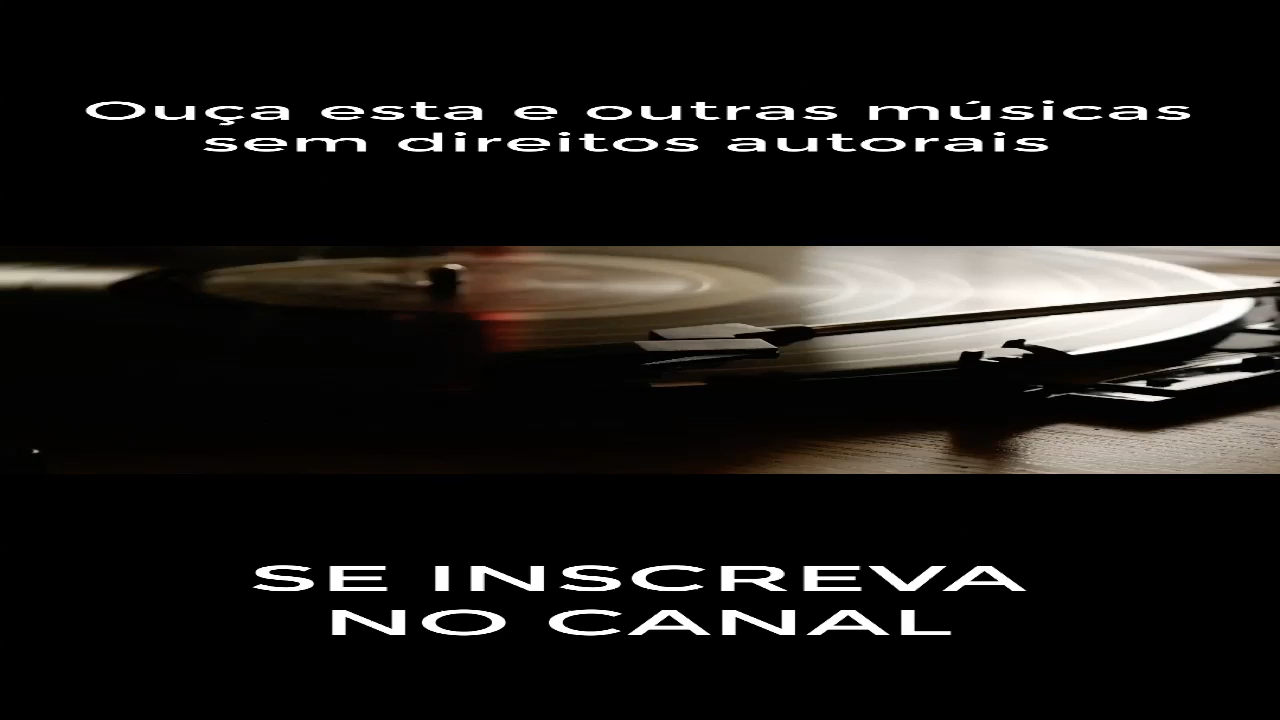 Ouça esta e outras músicas
sem direitos autorais
SE INSCREVA
NO CANAL